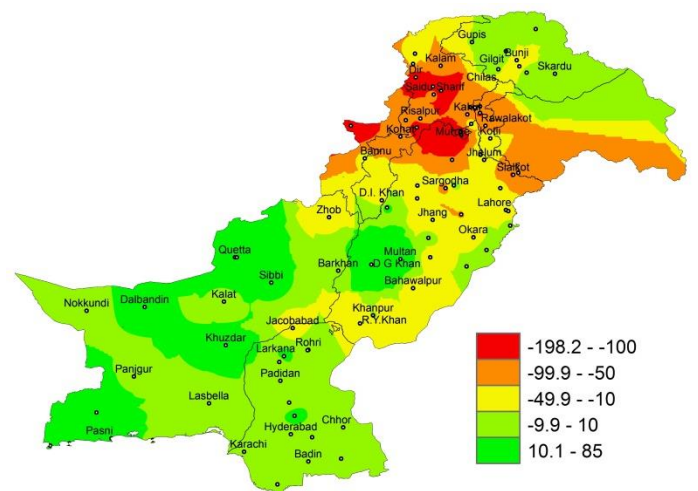 Gupis
Gilgit
Bunji
Kalam
Skardu
Dir
Chilas
Saidu Sharif
Risalpur
Rawalakot
Kohat
Kotli
Bannu
Jhelum
Sialkot
Sargodha
D.I. Khan
Zhob
Lahore
Jhang
Okara
Quetta
Multan
Barkhan
D G Khan
Sibbi
Bahawalpur
Nokkundi
Dalbandin
Kalat
Khanpur
Jacobabad
R.Y.Khan
Khuzdar
Rohri
Larkana
Panjgur
Padidan
Lasbella
Pasni
Chhor
Hyderabad
Karachi
Badin
-198.2 - -100
-99.9 - -50
-49.9 - -10
-9.9 - 10
10.1 - 85